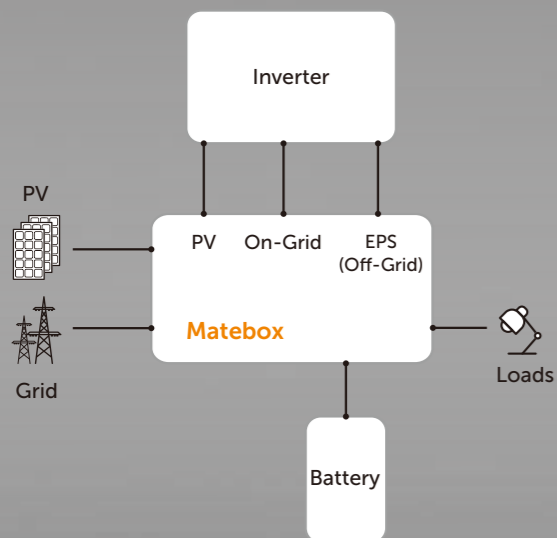 Inverter
PV
PV On-Grid EPS
(Off-Grid)
Matebox
Grid
Loads
Battery